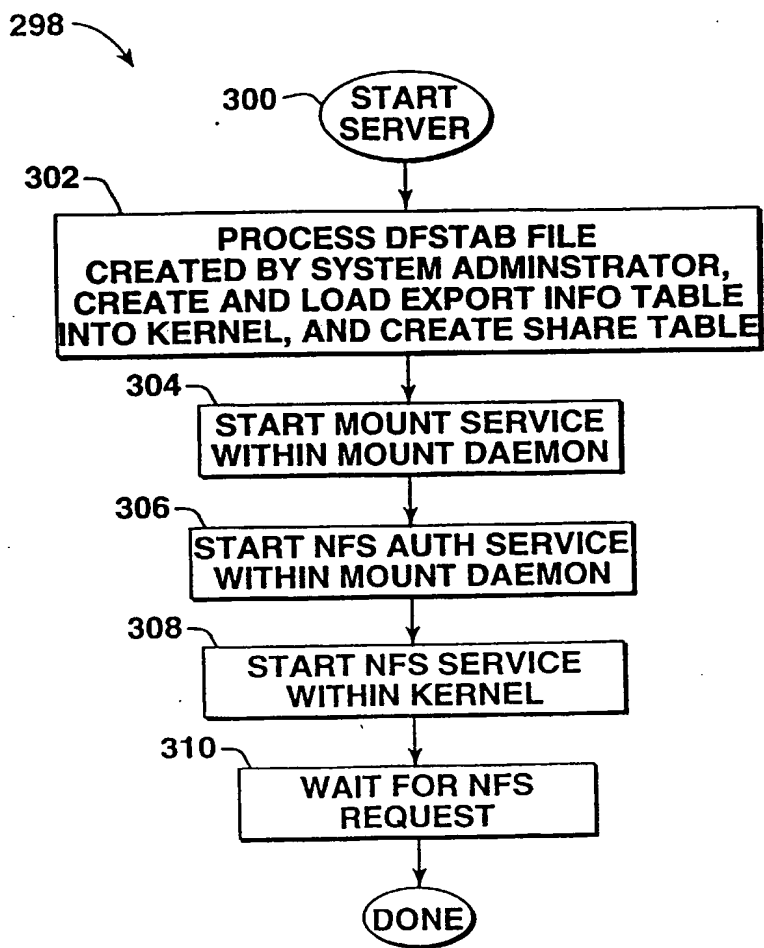 298
300
START
SERVER
302
PROCESS DFSTAB FILE
CREATED BY SYSTEM ADMINSTRATOR,
CREATE AND LOAD EXPORT INFO TABLE
INTO KERNEL, AND CREATE SHARE TABLE
304
START MOUNT SERVICE
WITHIN MOUNT DAEMON
306
START NFS AUTH SERVICE
WITHIN MOUNT DAEMON
308
START NFS SERVICE
WITHIN KERNEL
310
WAIT FOR NFS
REQUEST
DONE